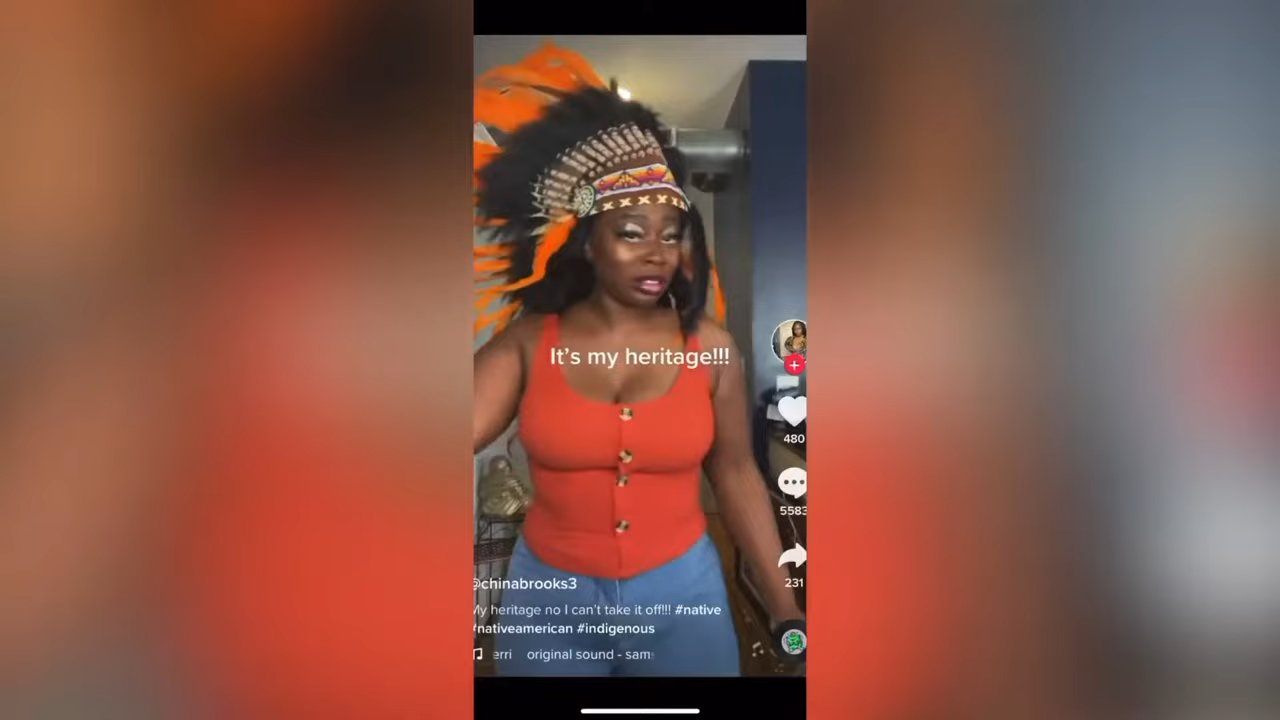 It's my heritage!!!
480
5583
231
@chinabrooks3
My heritage no I can't take it off!!! #native
#nativeamerican #indigenous
erri original sound - sam